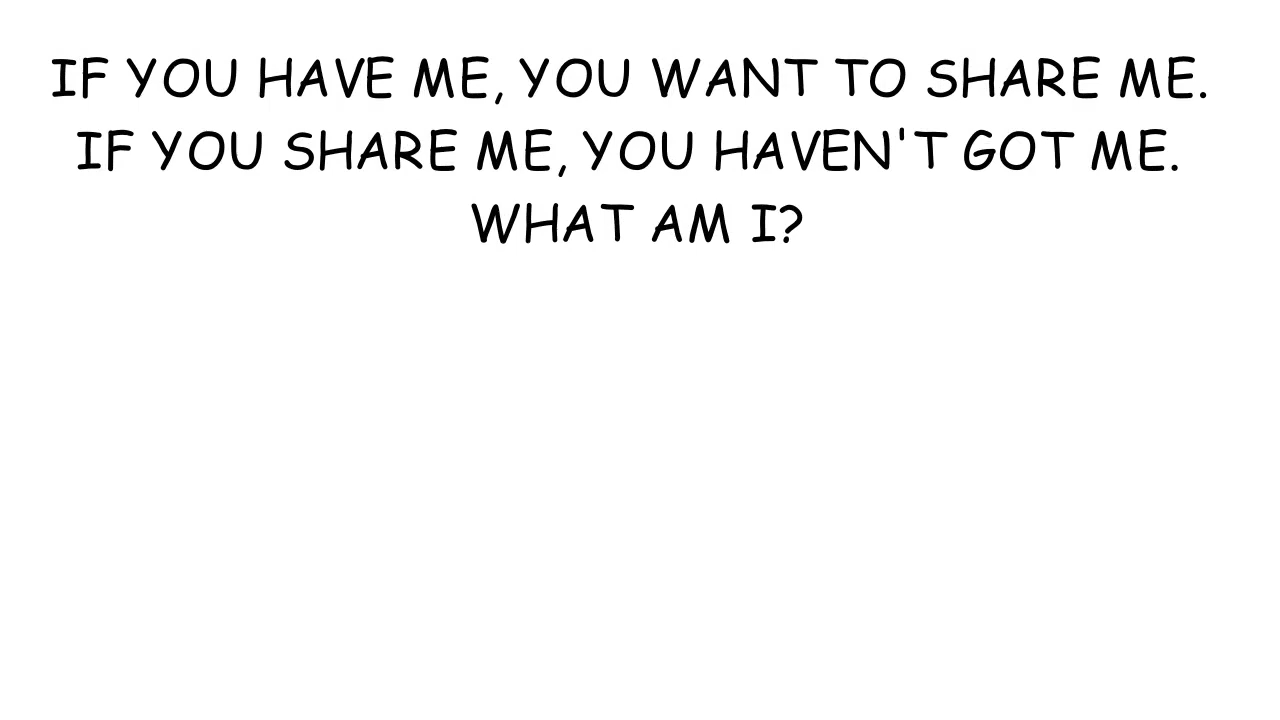 IF YOU HAVE ME, YOU WANT TO SHARE ME.
IF YOU SHARE ME, YOU HAVEN'T GOT ME.
WHAT AM I?